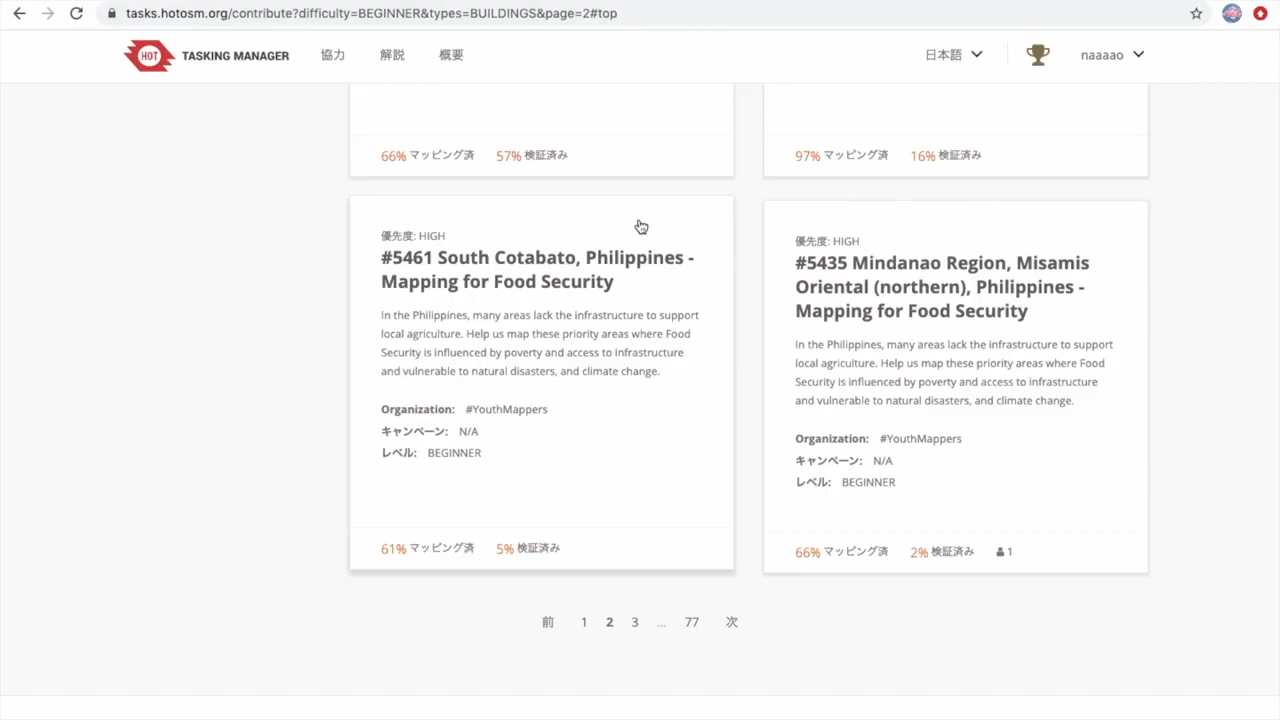 tasks.hotosm.org/contribute?difficulty=BEGINNER&types=BUILDINGS&page=2#top
HOT TASKING MANAGER 協力 解説 概要 日本語 naaaao
66% マッピング済 57% 検証済み
97% マッピング済 16% 検証済み
優先度: HIGH
#5461 South Cotabato, Philippines -
Mapping for Food Security
In the Philippines, many areas lack the infrastructure to support
local agriculture. Help us map these priority areas where Food
Security is influenced by poverty and access to infrastructure
and vulnerable to natural disasters, and climate change.
Organization: #YouthMappers
キャンペーン: N/A
レベル: BEGINNER
61% マッピング済 5% 検証済み
優先度: HIGH
#5435 Mindanao Region, Misamis
Oriental (northern), Philippines -
Mapping for Food Security
In the Philippines, many areas lack the infrastructure to support
local agriculture. Help us map these priority areas where Food
Security is influenced by poverty and access to infrastructure
and vulnerable to natural disasters, and climate change.
Organization: #YouthMappers
キャンペーン: N/A
レベル: BEGINNER
66% マッピング済 2% 検証済み 1
前 1 2 3 ... 77 次